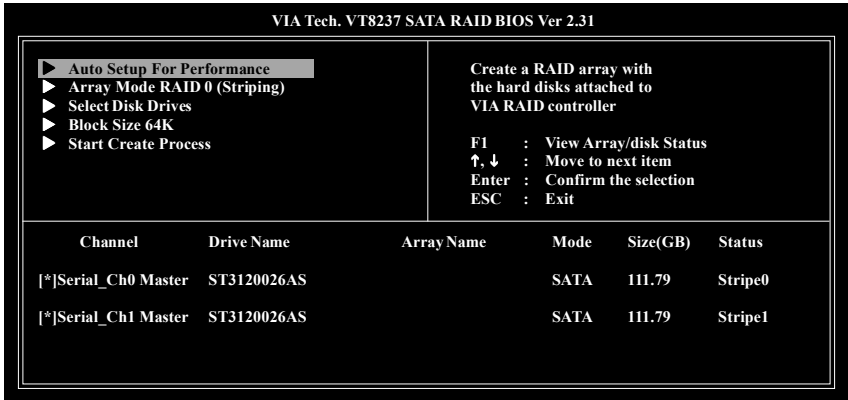 VIA Tech. VT8237 SATA RAID BIOS Ver 2.31
Auto Setup For Performance
Array Mode RAID 0 (Striping)
Select Disk Drives
Block Size 64K
Start Create Process
Create a RAID array with
the hard disks attached to
VIA RAID controller
F1 : View Array/disk Status
↑, ↓ : Move to next item
Enter : Confirm the selection
ESC : Exit
Channel Drive Name Array Name Mode Size(GB) Status
[*]Serial_Ch0 Master ST3120026AS SATA 111.79 Stripe0
[*]Serial_Ch1 Master ST3120026AS SATA 111.79 Stripe1